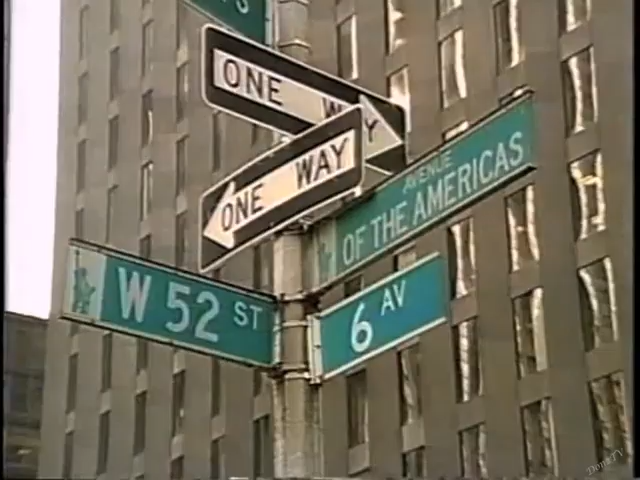 ONE WAY
ONE WAY
AVENUE
OF THE AMERICAS
W 52 ST
6 AV